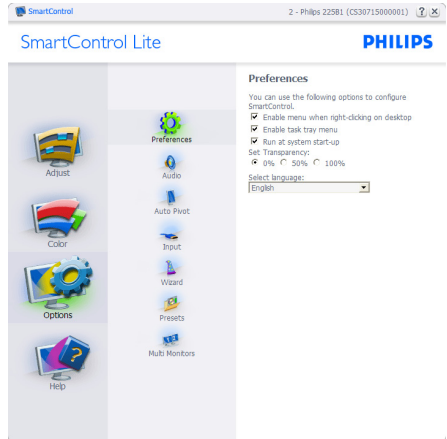 SmartControl
2 - Philips 225B1 (CS30715000001)
SmartControl Lite
PHILIPS
Adjust
Color
Options
Help
Preferences
Audio
Auto Pivot
Input
Wizard
Presets
Multi Monitors
Preferences
You can use the following options to configure
SmartControl.
Enable menu when right-clicking on desktop
Enable task tray menu
Run at system start-up
Set Transparency:
0% 50% 100%
Select language:
English